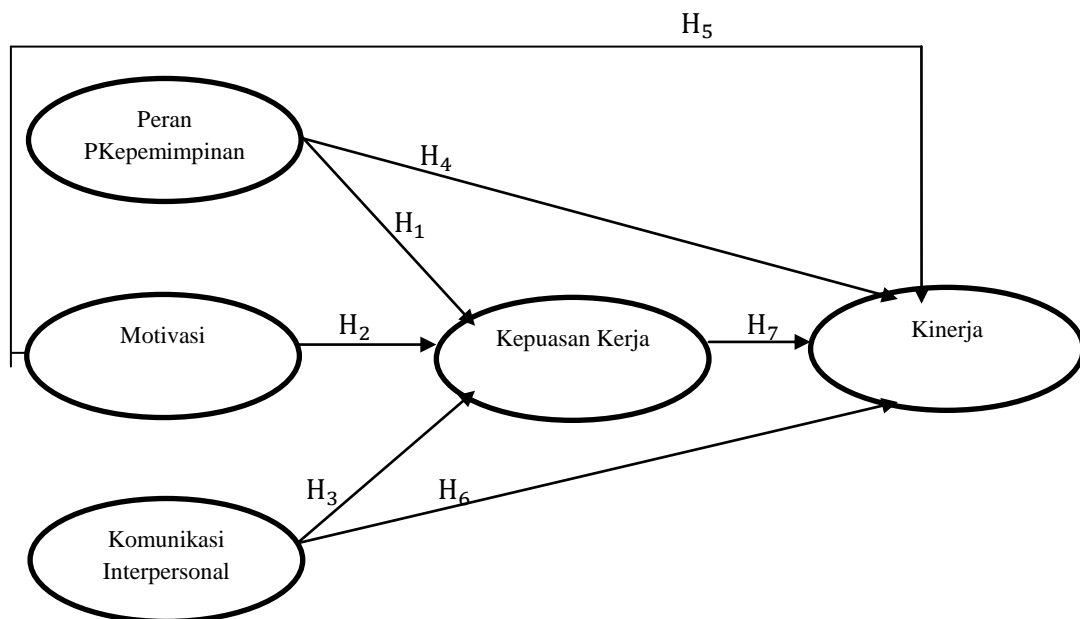 H₅
Peran
PKepemimpinan
H₄
H₁
Motivasi
H₂
Kepuasan Kerja
H₇
Kinerja
H₃
H₆
Komunikasi
Interpersonal